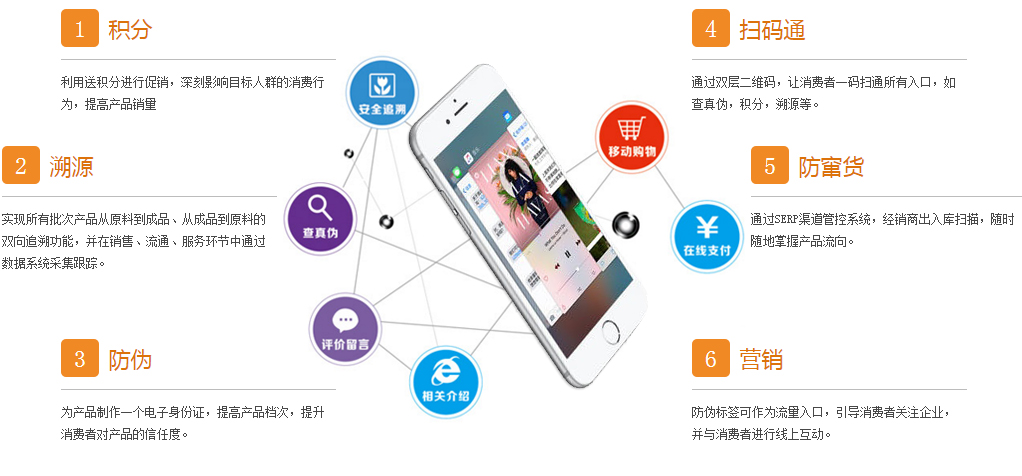 1 积分
利用送积分进行促销，深刻影响目标人群的消费行
为，提高产品销量
2 溯源
实现所有批次产品从原料到成品、从成品到原料的
双向追溯功能，并在销售、流通、服务环节中通过
数据系统采集跟踪。
3 防伪
为产品制作一个电子身份证，提高产品档次，提升
消费者对产品的信任度。
安全追溯
查真伪
评价留言
相关介绍
移动购物
¥
在线支付
4 扫码通
通过双层二维码，让消费者一码扫通所有入口，如
查真伪，积分，溯源等。
5 防窜货
通过SERP渠道管控系统，经销商出入库扫描，随时
随地掌握产品流向。
6 营销
防伪标签可作为流量入口，引导消费者关注企业，
并与消费者进行线上互动。